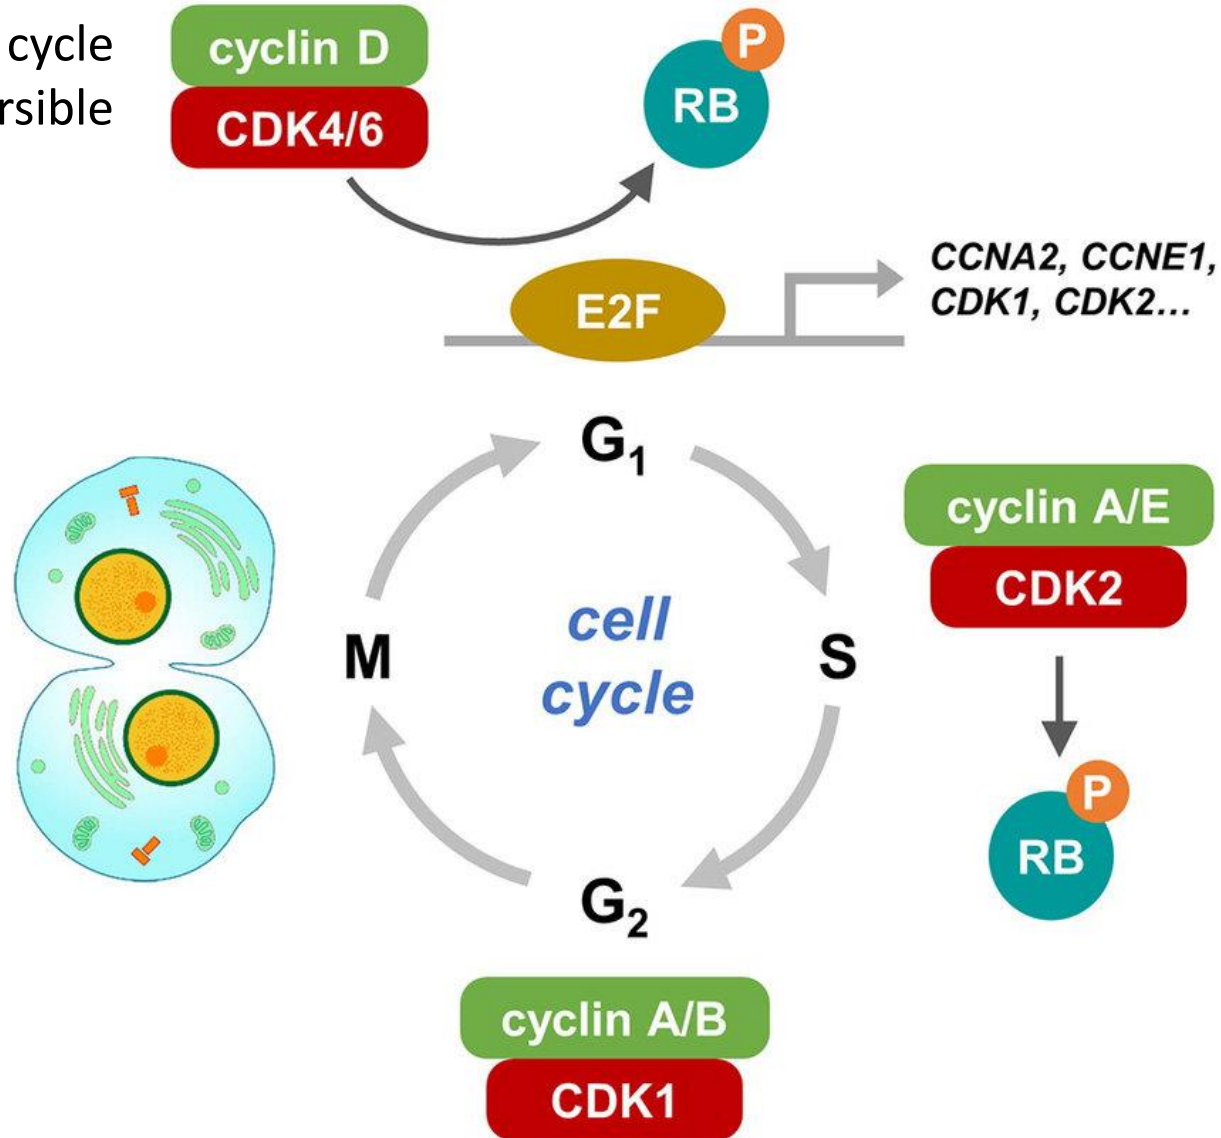 cycle
rsible
cyclin D
CDK4/6
P
RB
E2F
CCNA2, CCNE1,
CDK1, CDK2...
G₁
cyclin A/E
CDK2
cell
cycle
M
S
P
RB
G₂
cyclin A/B
CDK1